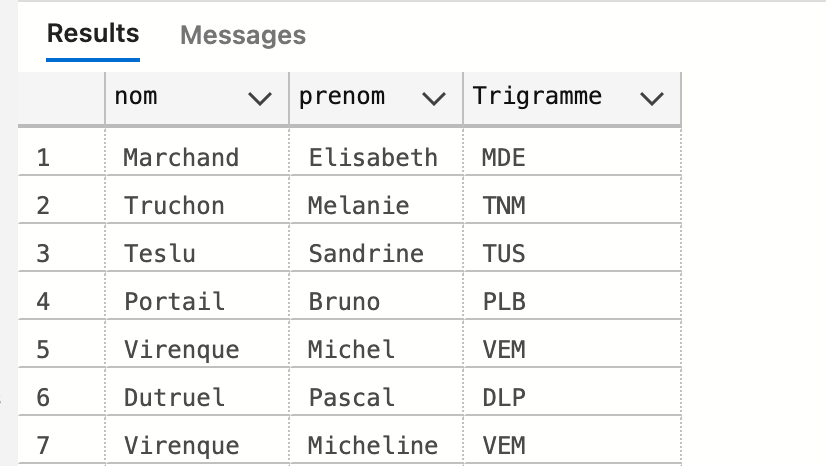 Results Messages
nom prenom Trigramme
1 Marchand Elisabeth MDE
2 Truchon Melanie TNM
3 Teslu Sandrine TUS
4 Portail Bruno PLB
5 Virenque Michel VEM
6 Dutruel Pascal DLP
7 Virenque Micheline VEM